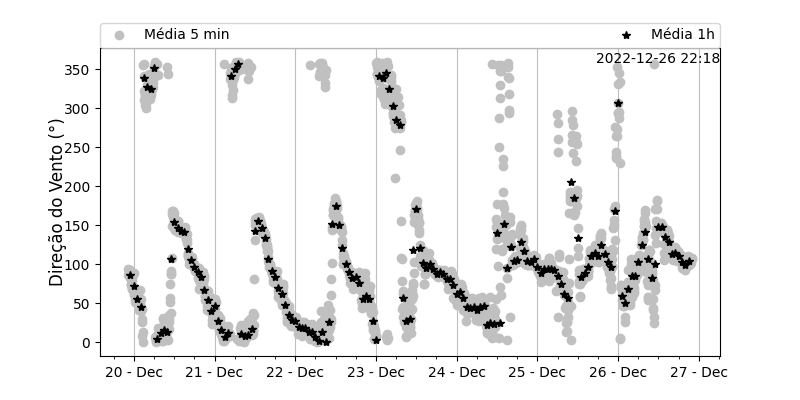 Média 5 min
Média 1h
2022-12-26 22:18
Direção do Vento (°)
350
300
250
200
150
100
50
0
20 - Dec
21 - Dec
22 - Dec
23 - Dec
24 - Dec
25 - Dec
26 - Dec
27 - Dec